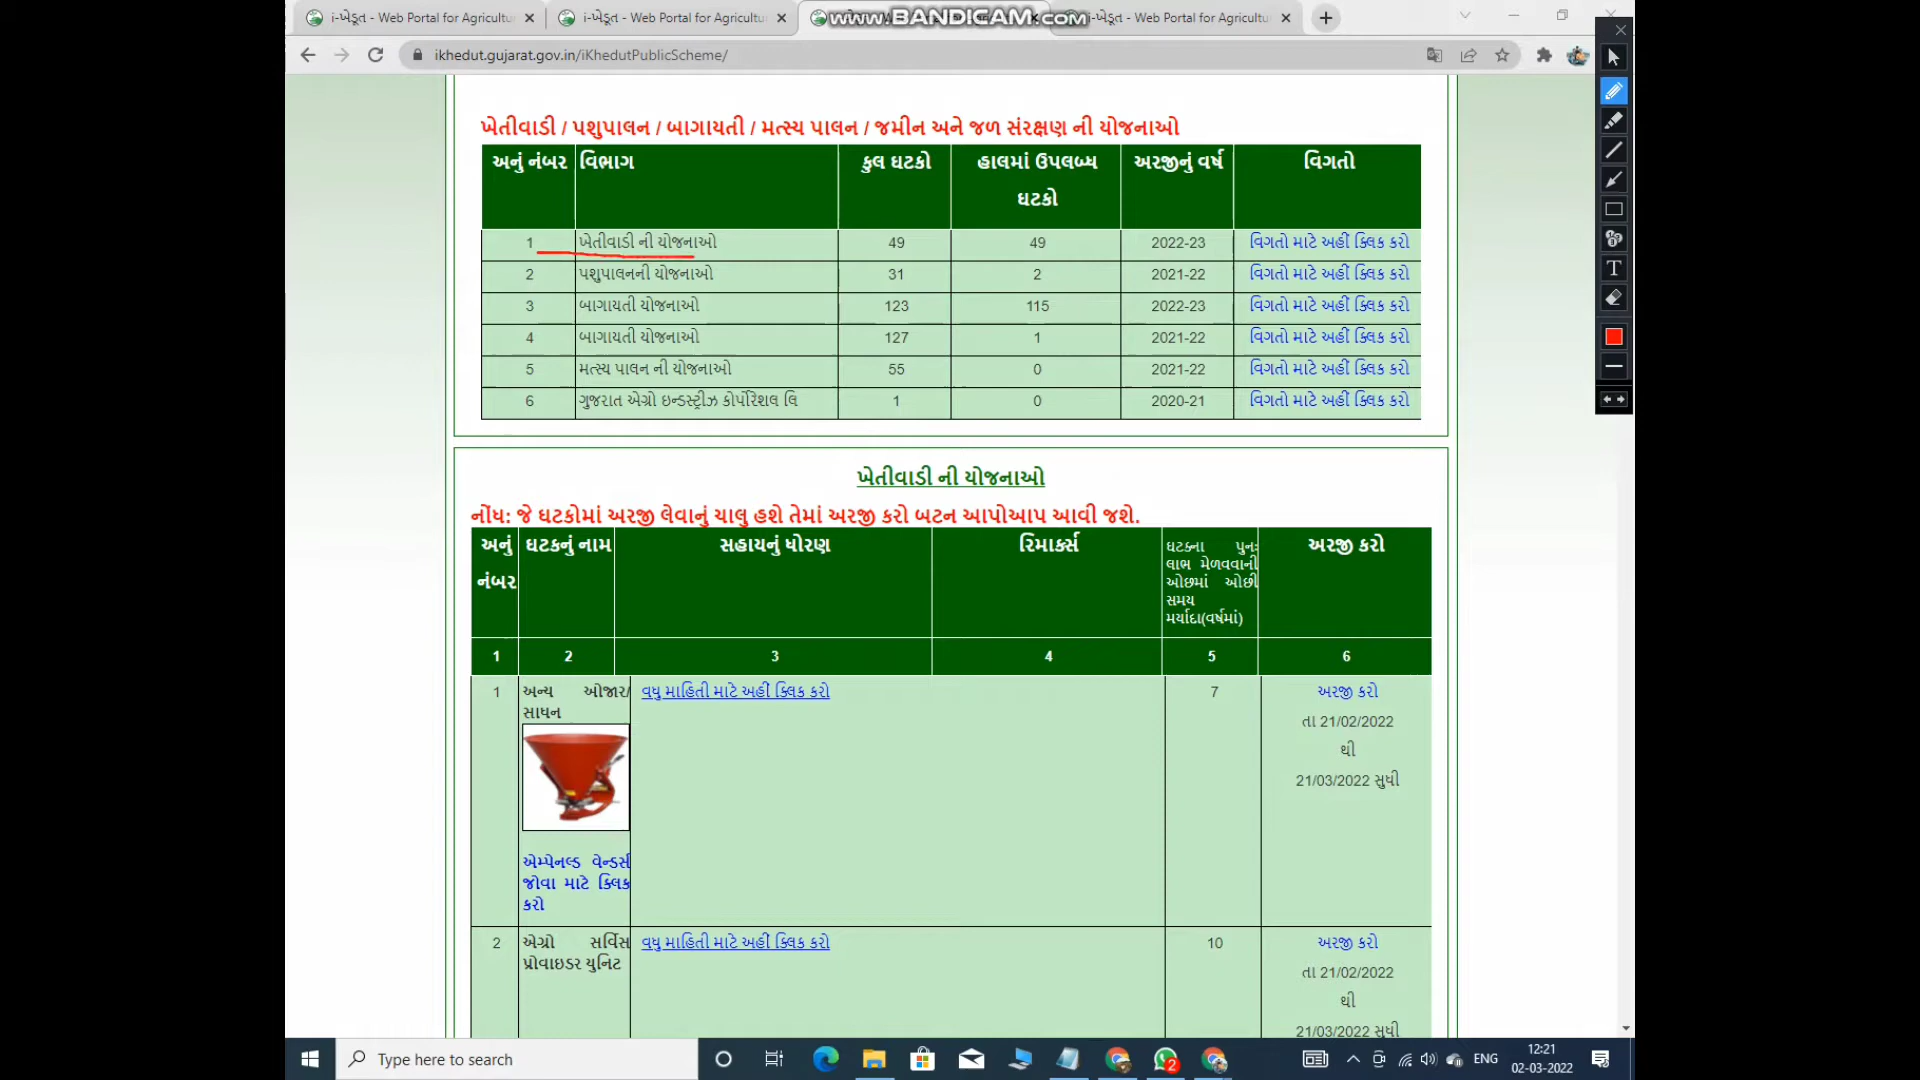 i-ખેડૂત - Web Portal for Agricultu
i-ખેડૂત - Web Portal for Agricultu
www.BANDICAM.com
i-ખેડૂત - Web Portal for Agricultu
ikhedut.gujarat.gov.in/iKhedutPublicScheme/
ખેતીવાડી / પશુપાલન / બાગાયતી / મત્સ્ય પાલન / જમીન અને જળ સંરક્ષણ ની યોજનાઓ
અનું નંબર વિભાગ કુલ ઘટકો હાલમાં ઉપલબ્ધ ઘટકો અરજીનું વર્ષ વિગતો
1 ખેતીવાડી ની યોજનાઓ 49 49 2022-23 વિગતો માટે અહીં ક્લિક કરો
2 પશુપાલનની યોજનાઓ 31 2 2021-22 વિગતો માટે અહીં ક્લિક કરો
3 બાગાયતી યોજનાઓ 123 115 2022-23 વિગતો માટે અહીં ક્લિક કરો
4 બાગાયતી યોજનાઓ 127 1 2021-22 વિગતો માટે અહીં ક્લિક કરો
5 મત્સ્ય પાલન ની યોજનાઓ 55 0 2021-22 વિગતો માટે અહીં ક્લિક કરો
6 ગુજરાત એગ્રો ઇન્ડસ્ટ્રીઝ કોર્પોરેશલ લિ 1 0 2020-21 વિગતો માટે અહીં ક્લિક કરો
ખેતીવાડી ની યોજનાઓ
નોંધ: જે ઘટકોમાં અરજી લેવાનું ચાલુ હશે તેમાં અરજી કરો બટન આપોઆપ આવી જશે.
અનું નંબર ઘટકનું નામ સહાયનું ધોરણ રિમાર્ક્સ ઘટકના પુનઃ લાભ મેળવવાની ઓછમાં ઓછી સમય મર્યાદા(વર્ષમાં) અરજી કરો
1 2 3 4 5 6
1 અન્ય ઓજાર/ વધુ માહિતી માટે અહીં ક્લિક કરો 7 અરજી કરો
સાધન
તા 21/02/2022
થી
21/03/2022 સુધી
એમ્પેનલ્ડ વેન્ડર્સ
જોવા માટે ક્લિક
કરો
2 એગ્રો સર્વિસ વધુ માહિતી માટે અહીં ક્લિક કરો 10 અરજી કરો
પ્રોવાઇડર યુનિટ
તા 21/02/2022
થી
21/03/2022 સુધી
Type here to search
2
ENG
12:21
02-03-2022